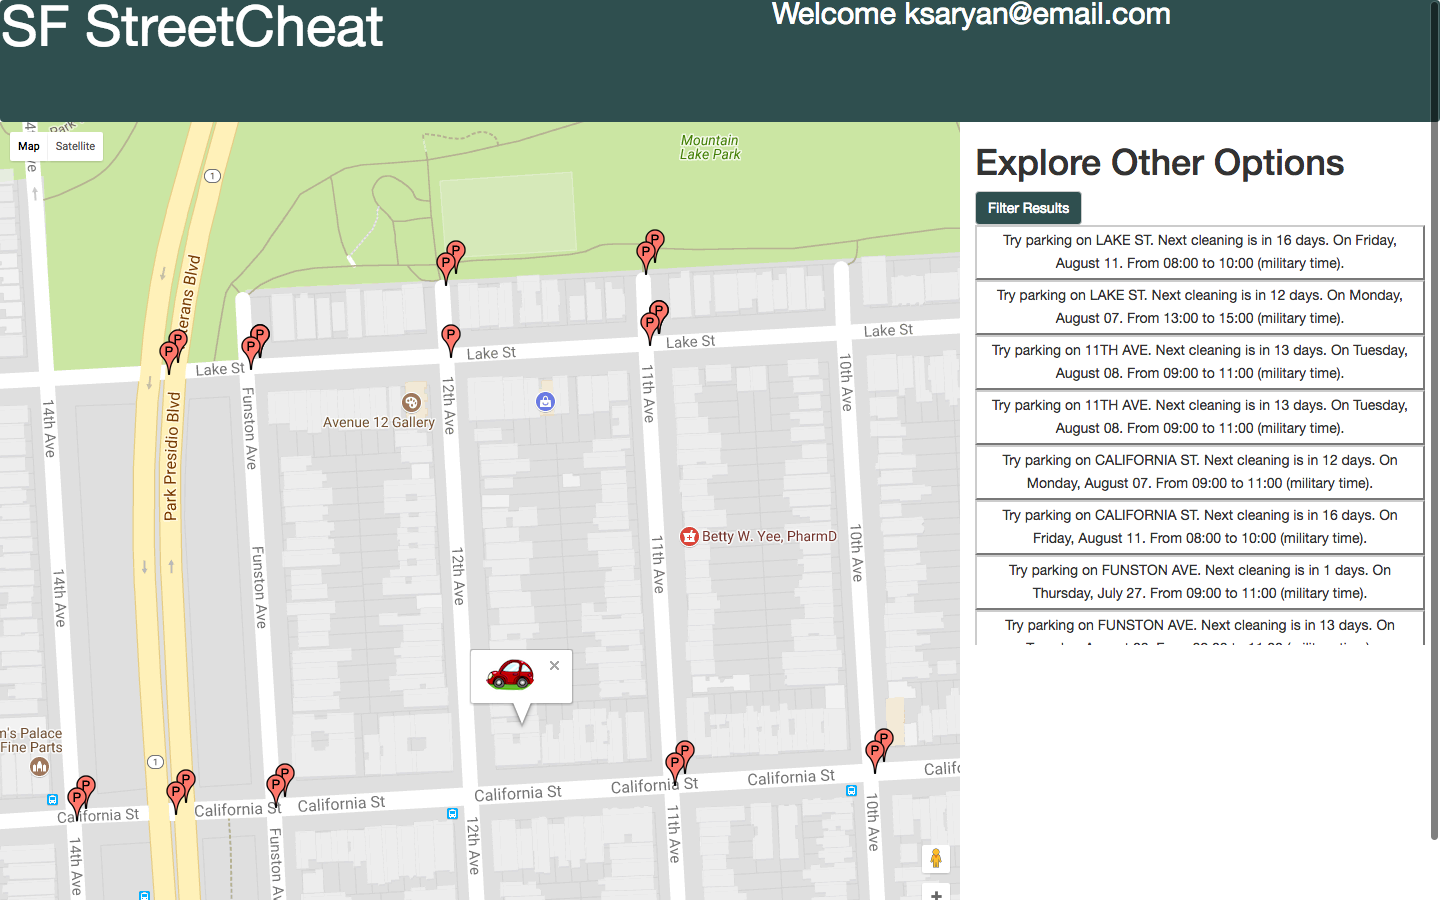 SF StreetCheat
Welcome ksaryan@email.com
Map
Satellite
Park
Mountain
Lake Park
1
Lake St
Lake St
Lake St
Lake St
Park Presidio Blvd
14th Ave
Funston Ave
12th Ave
11th Ave
10th Ave
Avenue 12 Gallery
Betty W. Yee, PharmD
14th Ave
Funston Ave
12th Ave
11th Ave
10th Ave
n's Palace
Fine Parts
1
California St
California St
California St
California St
California St
California St
14th Ave
12th Ave
11th Ave
10th Ave
Explore Other Options
Filter Results
Try parking on LAKE ST. Next cleaning is in 16 days. On Friday,
August 11. From 08:00 to 10:00 (military time).
Try parking on LAKE ST. Next cleaning is in 12 days. On Monday,
August 07. From 13:00 to 15:00 (military time).
Try parking on 11TH AVE. Next cleaning is in 13 days. On Tuesday,
August 08. From 09:00 to 11:00 (military time).
Try parking on 11TH AVE. Next cleaning is in 13 days. On Tuesday,
August 08. From 09:00 to 11:00 (military time).
Try parking on CALIFORNIA ST. Next cleaning is in 12 days. On
Monday, August 07. From 09:00 to 11:00 (military time).
Try parking on CALIFORNIA ST. Next cleaning is in 16 days. On
Friday, August 11. From 08:00 to 10:00 (military time).
Try parking on FUNSTON AVE. Next cleaning is in 1 days. On
Thursday, July 27. From 09:00 to 11:00 (military time).
Try parking on FUNSTON AVE. Next cleaning is in 13 days. On